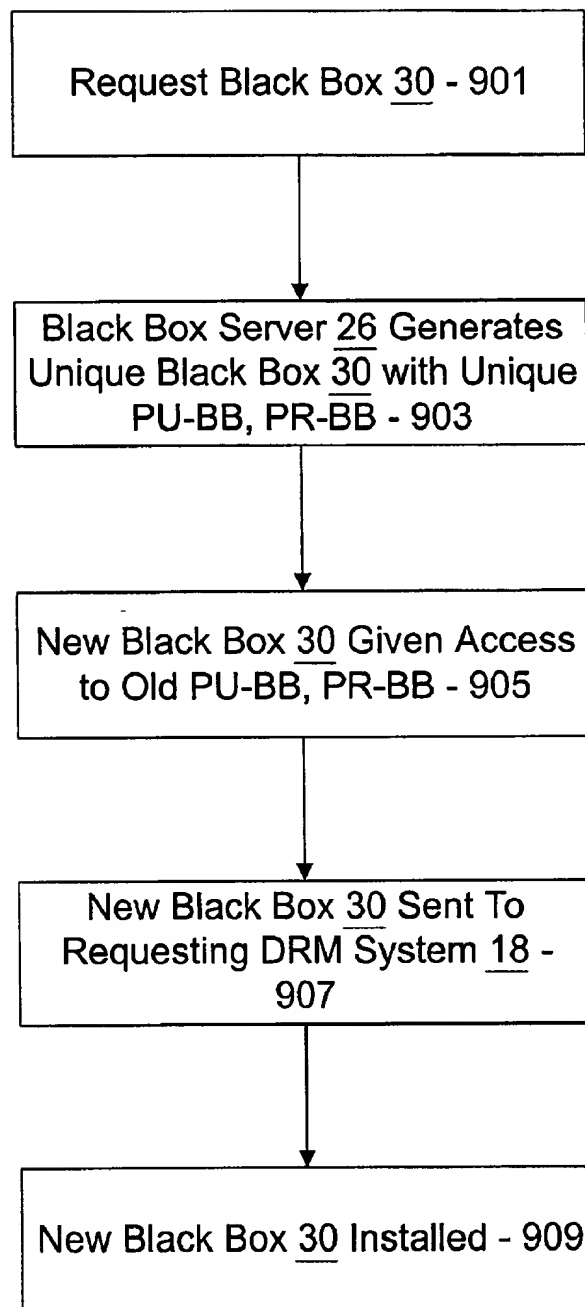 Request Black Box 30 - 901
Black Box Server 26 Generates
Unique Black Box 30 with Unique
PU-BB, PR-BB - 903
New Black Box 30 Given Access
to Old PU-BB, PR-BB - 905
New Black Box 30 Sent To
Requesting DRM System 18 -
907
New Black Box 30 Installed - 909